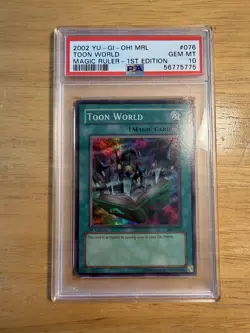 2002 YU-GI-OH! MRL #076
TOON WORLD GEM MT
MAGIC RULER-1ST EDITION 10
PSA 56775775
TOON WORLD
[MAGIC CARD]